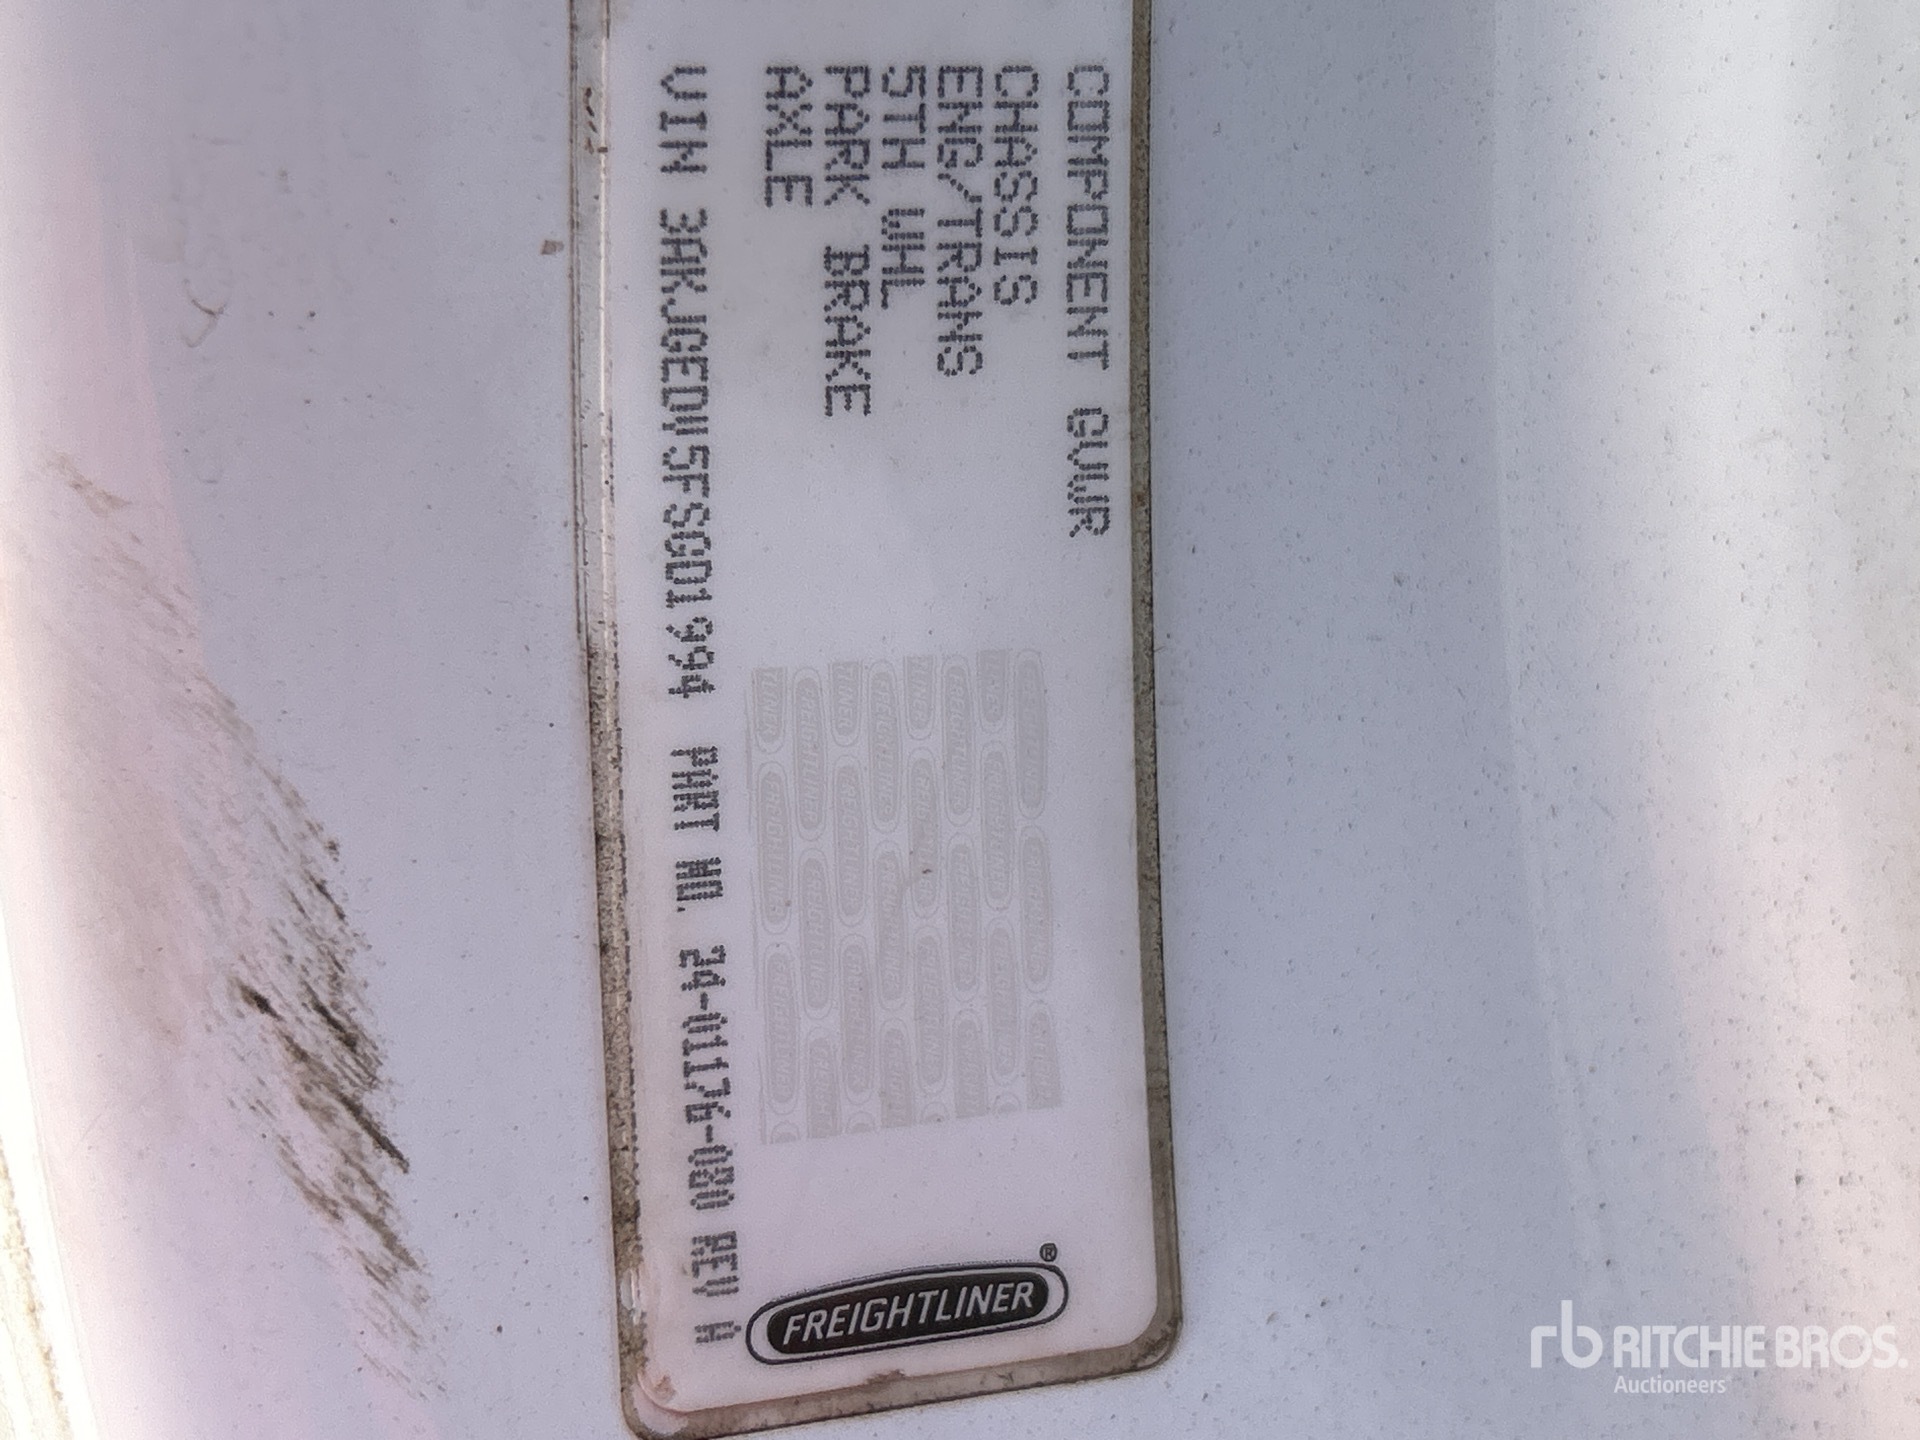 COMPONENT GVWR
CHASSIS
ENG/TRANS
5TH WHL
PARK BRAKE
AXLE
VIN 3AKJGEDV5FSGD1994 PART NO. 24-01176-080 REV A
FREIGHTLINER®
rb RITCHIE BROS.
Auctioneers